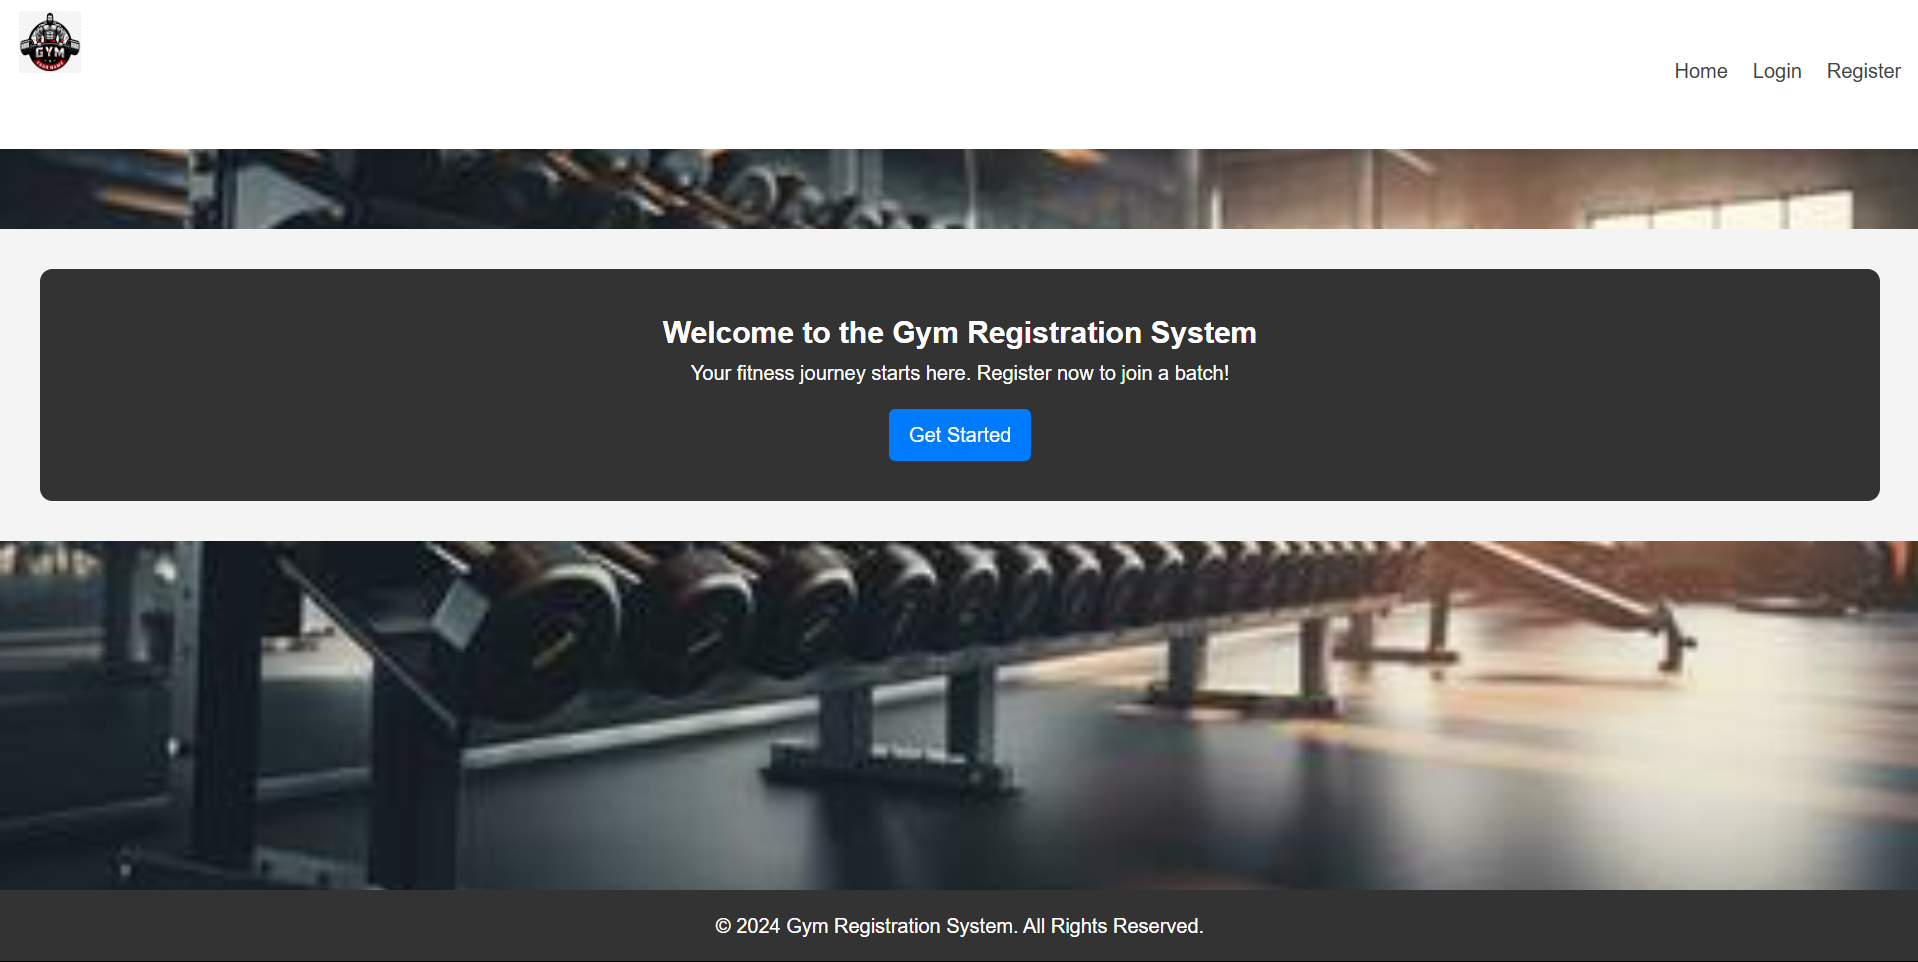 GYM
Home Login Register
Welcome to the Gym Registration System
Your fitness journey starts here. Register now to join a batch!
Get Started
© 2024 Gym Registration System. All Rights Reserved.